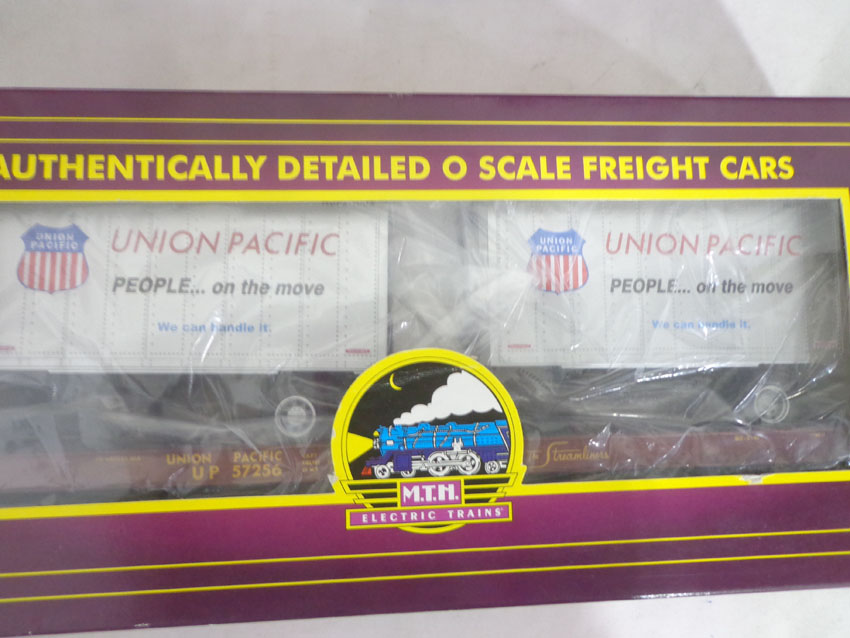 AUTHENTICALLY DETAILED O SCALE FREIGHT CARS
UNION
PACIFIC
UNION PACIFIC
PEOPLE... on the move
We can handle it.
UNION
PACIFIC
UNION PACIFIC
PEOPLE.... on the move
We can handle it.
UNION PACIFIC
UP 57256
Streamliners
M.T.H.
ELECTRIC TRAINS